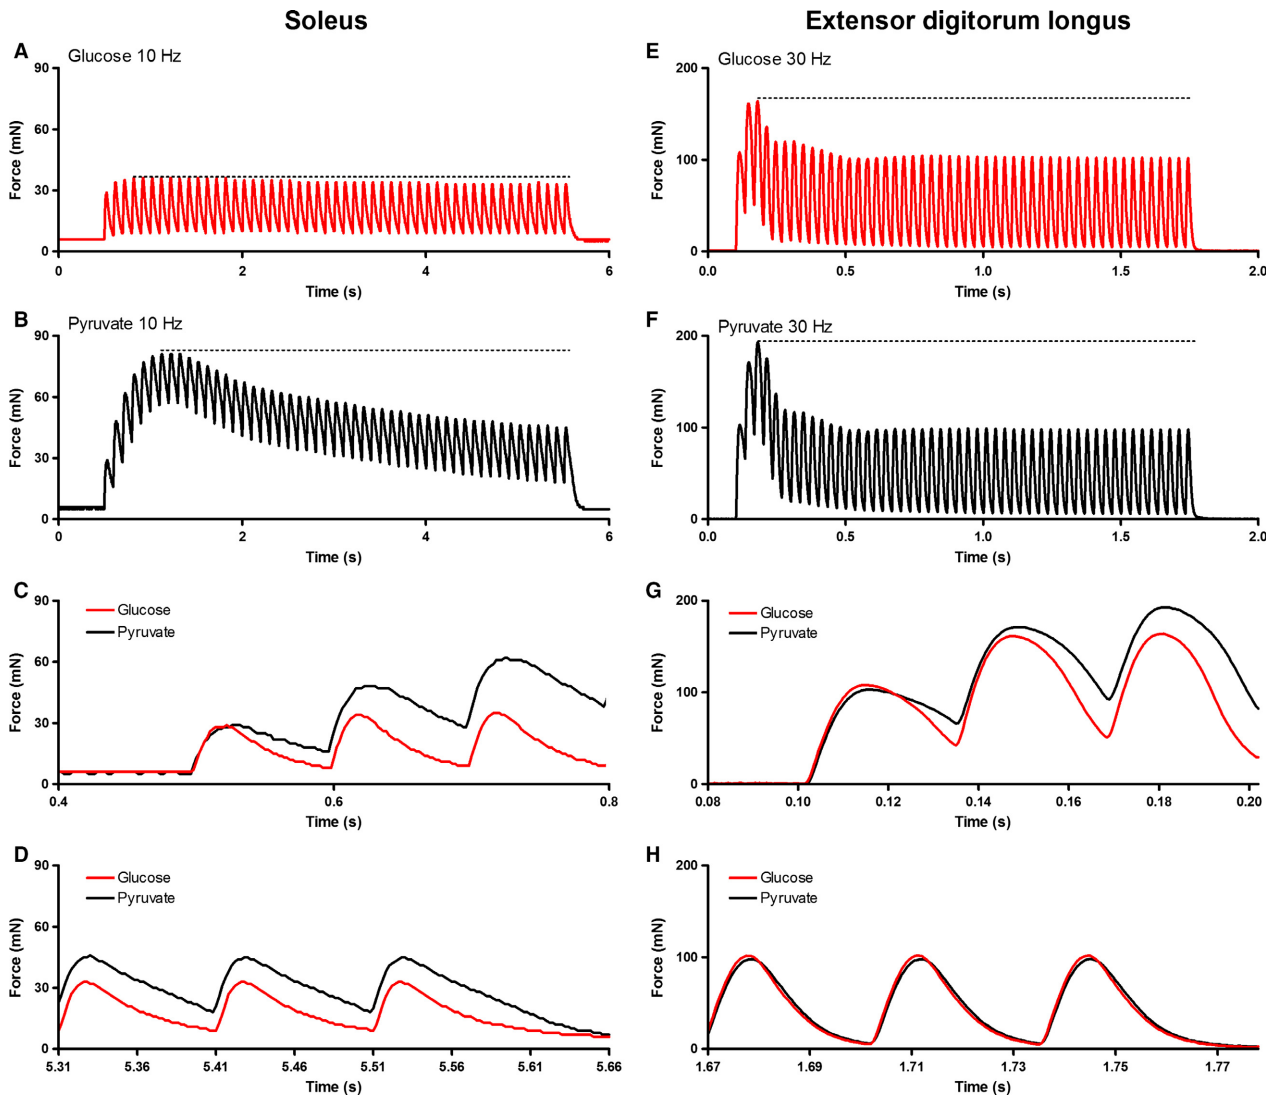 Soleus
Extensor digitorum longus
A
Glucose 10 Hz
90
60
30
0
Force (mN)
0 2 4 6
Time (s)
B
Pyruvate 10 Hz
90
60
30
0
Force (mN)
0 2 4 6
Time (s)
C
Glucose
Pyruvate
90
60
30
0
Force (mN)
0.4 0.6 0.8
Time (s)
D
Glucose
Pyruvate
90
60
30
0
Force (mN)
5.31 5.36 5.41 5.46 5.51 5.56 5.61 5.66
Time (s)
E
Glucose 30 Hz
200
100
0
Force (mN)
0.0 0.5 1.0 1.5 2.0
Time (s)
F
Pyruvate 30 Hz
200
100
0
Force (mN)
0.0 0.5 1.0 1.5 2.0
Time (s)
G
Glucose
Pyruvate
200
100
0
Force (mN)
0.08 0.10 0.12 0.14 0.16 0.18 0.20
Time (s)
H
Glucose
Pyruvate
200
100
0
Force (mN)
1.67 1.69 1.71 1.73 1.75 1.77
Time (s)